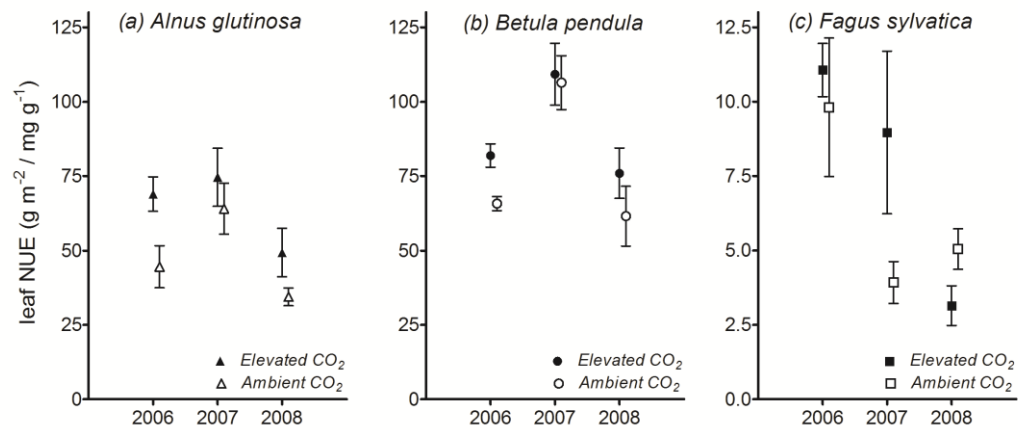 (a) Alnus glutinosa
(b) Betula pendula
(c) Fagus sylvatica
leaf NUE (g m⁻² / mg g⁻¹)
125
100
75
50
25
0
Elevated CO₂
Ambient CO₂
2006 2007 2008
125
100
75
50
25
0
Elevated CO₂
Ambient CO₂
2006 2007 2008
12.5
10.0
7.5
5.0
2.5
0.0
Elevated CO₂
Ambient CO₂
2006 2007 2008